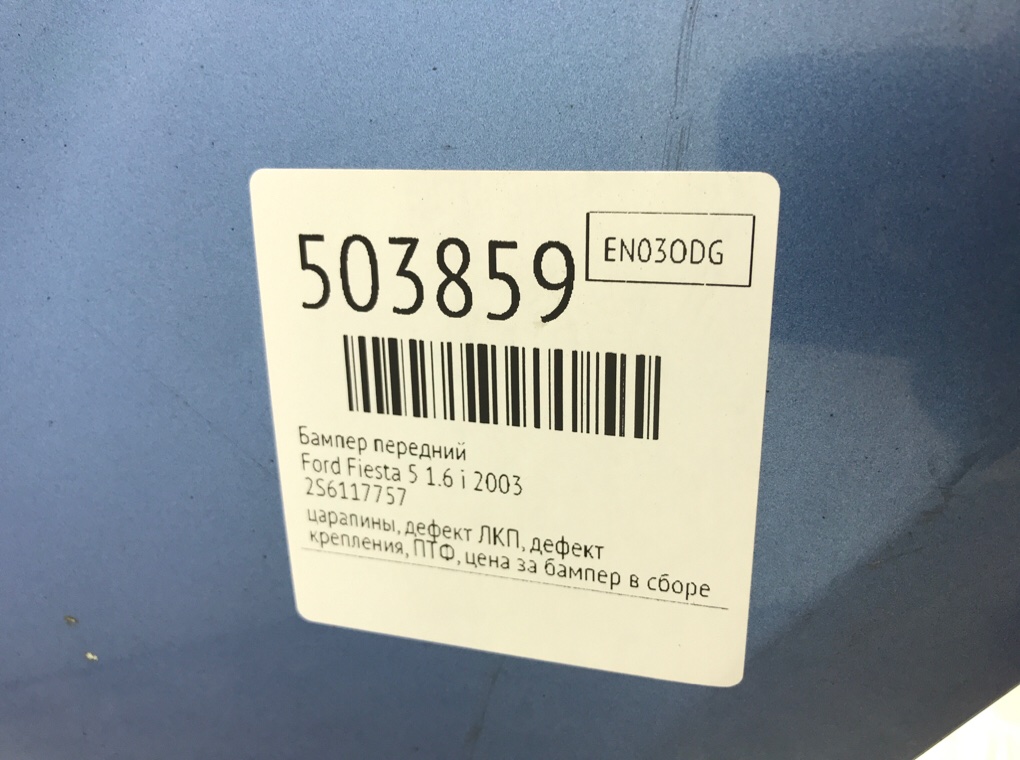 503859
EN03ODG
Бампер передний
Ford Fiesta 5 1.6 i 2003
2S6117757
царапины, дефект ЛКП, дефект
крепления, ПТФ, цена за бампер в сборе